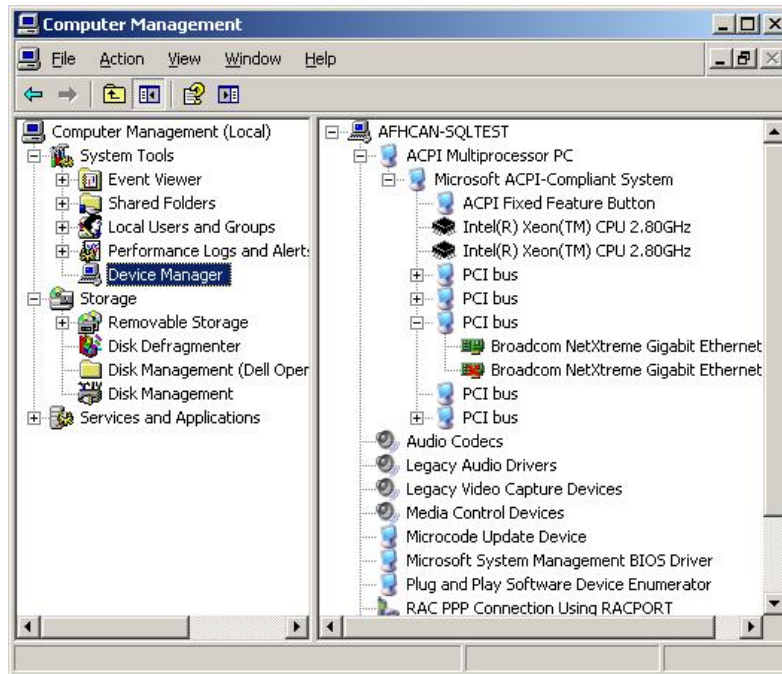 Computer Management
File Action View Window Help
Computer Management (Local)
System Tools
Event Viewer
Shared Folders
Local Users and Groups
Performance Logs and Alert:
Device Manager
Storage
Removable Storage
Disk Defragmenter
Disk Management (Dell Oper
Disk Management
Services and Applications
AFHCAN-SQLTEST
ACPI Multiprocessor PC
Microsoft ACPI-Compliant System
ACPI Fixed Feature Button
Intel(R) Xeon(TM) CPU 2.80GHz
Intel(R) Xeon(TM) CPU 2.80GHz
PCI bus
PCI bus
PCI bus
Broadcom NetXtreme Gigabit Ethernet
Broadcom NetXtreme Gigabit Ethernet
PCI bus
PCI bus
Audio Codecs
Legacy Audio Drivers
Legacy Video Capture Devices
Media Control Devices
Microcode Update Device
Microsoft System Management BIOS Driver
Plug and Play Software Device Enumerator
RAC PPP Connection Using RACPORT